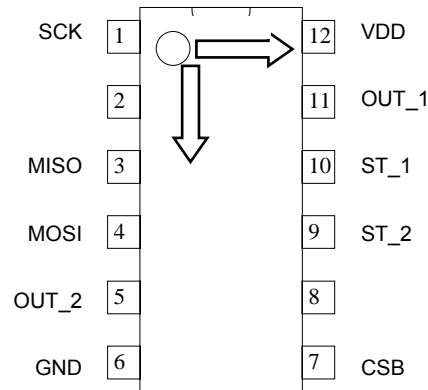 SCK 1 12 VDD
2 11 OUT_1
MISO 3 10 ST_1
MOSI 4 9 ST_2
OUT_2 5 8
GND 6 7 CSB